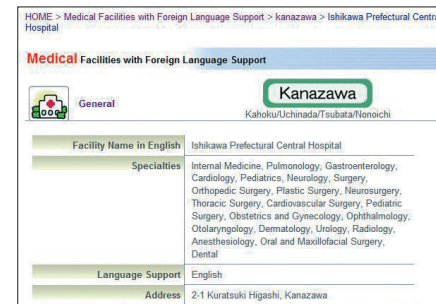 HOME > Medical Facilities with Foreign Language Support > kanazawa > Ishikawa Prefectural Centra
Hospital
Medical Facilities with Foreign Language Support
General
Kanazawa
Kahoku/Uchinada/Tsubata/Nonoichi
Facility Name in English Ishikawa Prefectural Central Hospital
Specialties Internal Medicine, Pulmonology, Gastroenterology,
Cardiology, Pediatrics, Neurology, Surgery,
Orthopedic Surgery, Plastic Surgery, Neurosurgery,
Thoracic Surgery, Cardiovascular Surgery, Pediatric
Surgery, Obstetrics and Gynecology, Ophthalmology,
Otolaryngology, Dermatology, Urology, Radiology,
Anesthesiology, Oral and Maxillofacial Surgery,
Dental
Language Support English
Address 2-1 Kuratsuki Higashi, Kanazawa